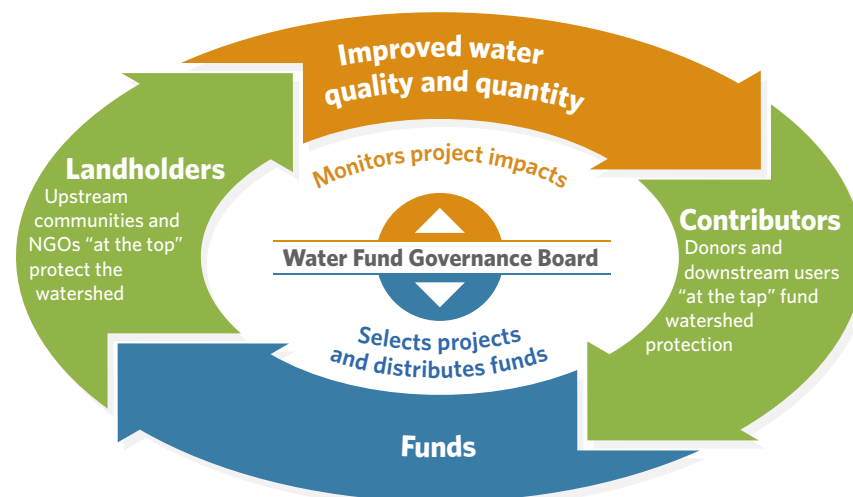 Improved water
quality and quantity
Monitors project impacts
Landholders
Upstream
communities and
NGOs “at the top”
protect the
watershed
Water Fund Governance Board
Contributors
Donors and
downstream users
“at the tap” fund
watershed
protection
Selects projects
and distributes funds
Funds